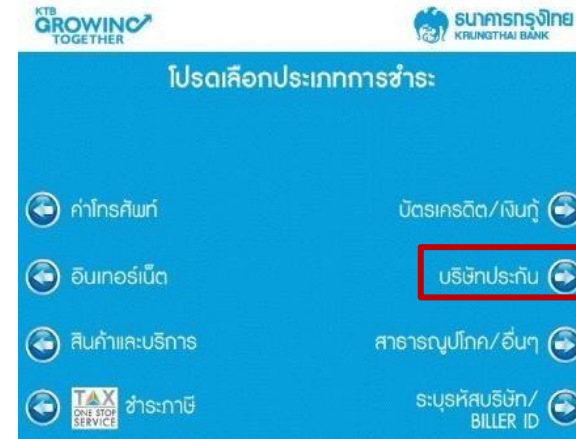 KTB
GROWING
TOGETHER
ธนาคารกรุงไทย
KRUNGTHAI BANK
โปรดเลือกประเภทการชำระ
ค่าโทรศัพท์
บัตรเครดิต/เงินกู้
อินเทอร์เน็ต
บริษัทประกัน
สินค้าและบริการ
สาธารณูปโภค/อื่นๆ
TAX
ONE STOP
SERVICE
ชำระภาษี
ระบุรหัสบริษัท/
BILLER ID